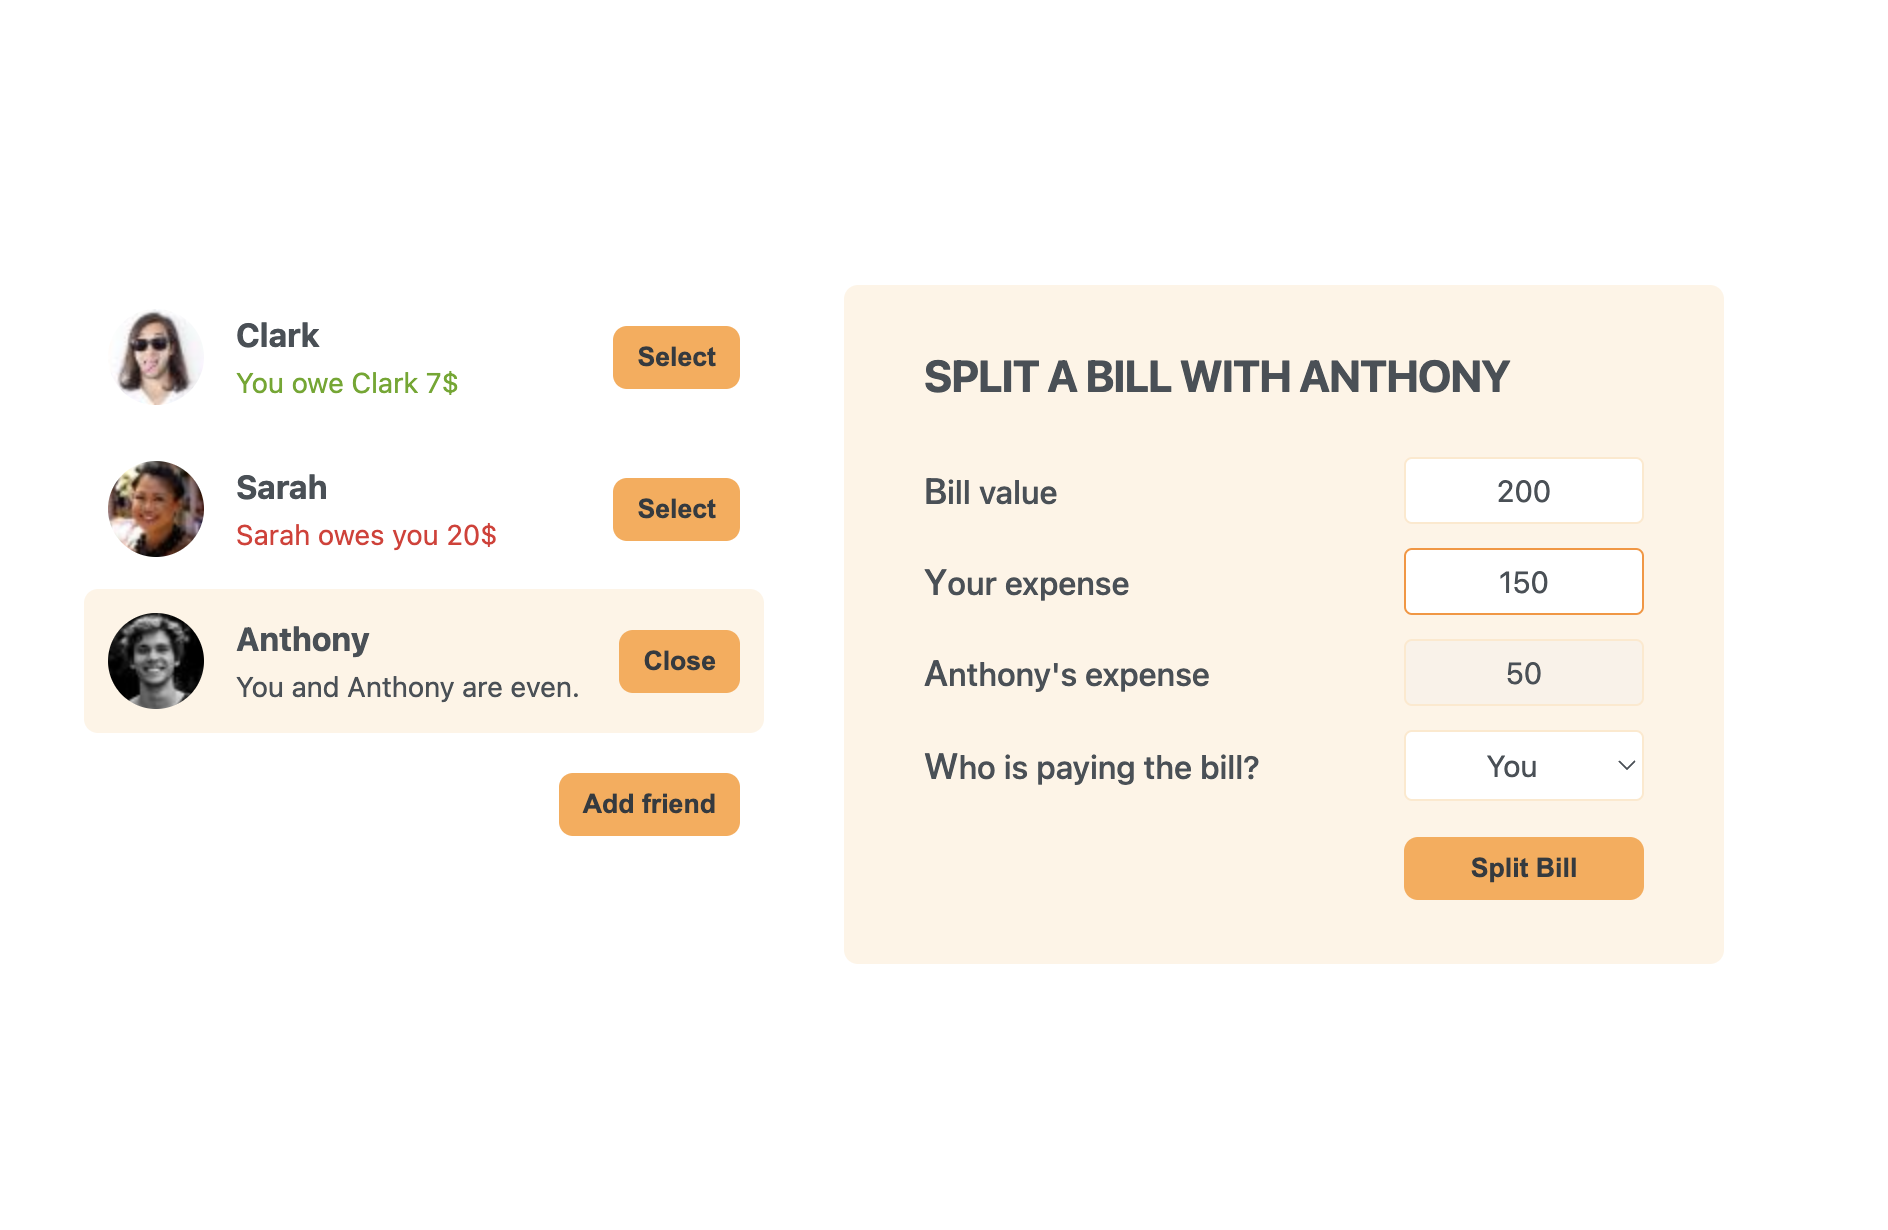 Clark
You owe Clark 7$
Select
Sarah
Sarah owes you 20$
Select
Anthony
You and Anthony are even.
Close
Add friend
SPLIT A BILL WITH ANTHONY
Bill value
200
Your expense
150
Anthony's expense
50
Who is paying the bill?
You
Split Bill